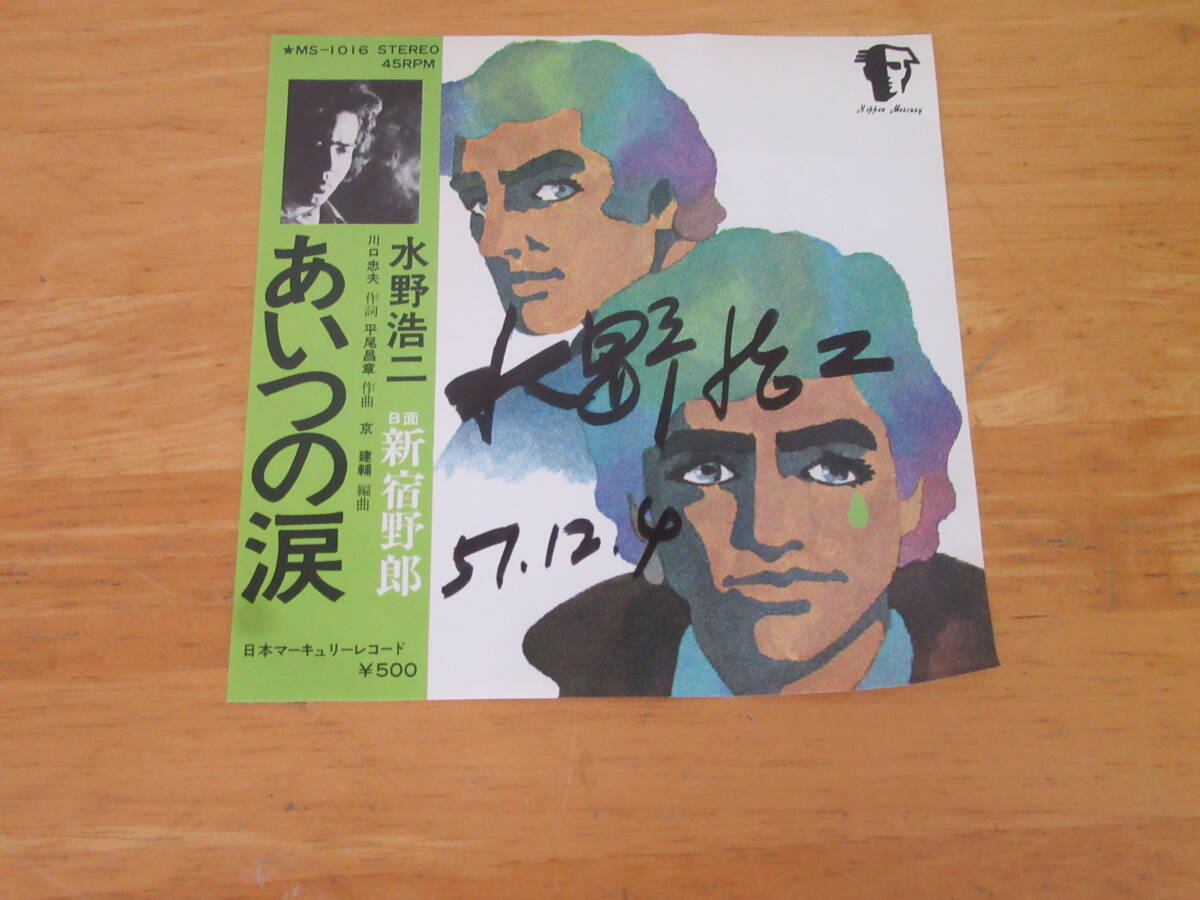 ★MS-1016 STEREO
45RPM
Nippon Mercury
水野浩二
川口忠夫 作詞 平尾昌章 作曲 京 建輔 編曲
あいつの涙
B面
新宿野郎
日本マーキュリーレコード
¥500
水野浩二
57.12.4